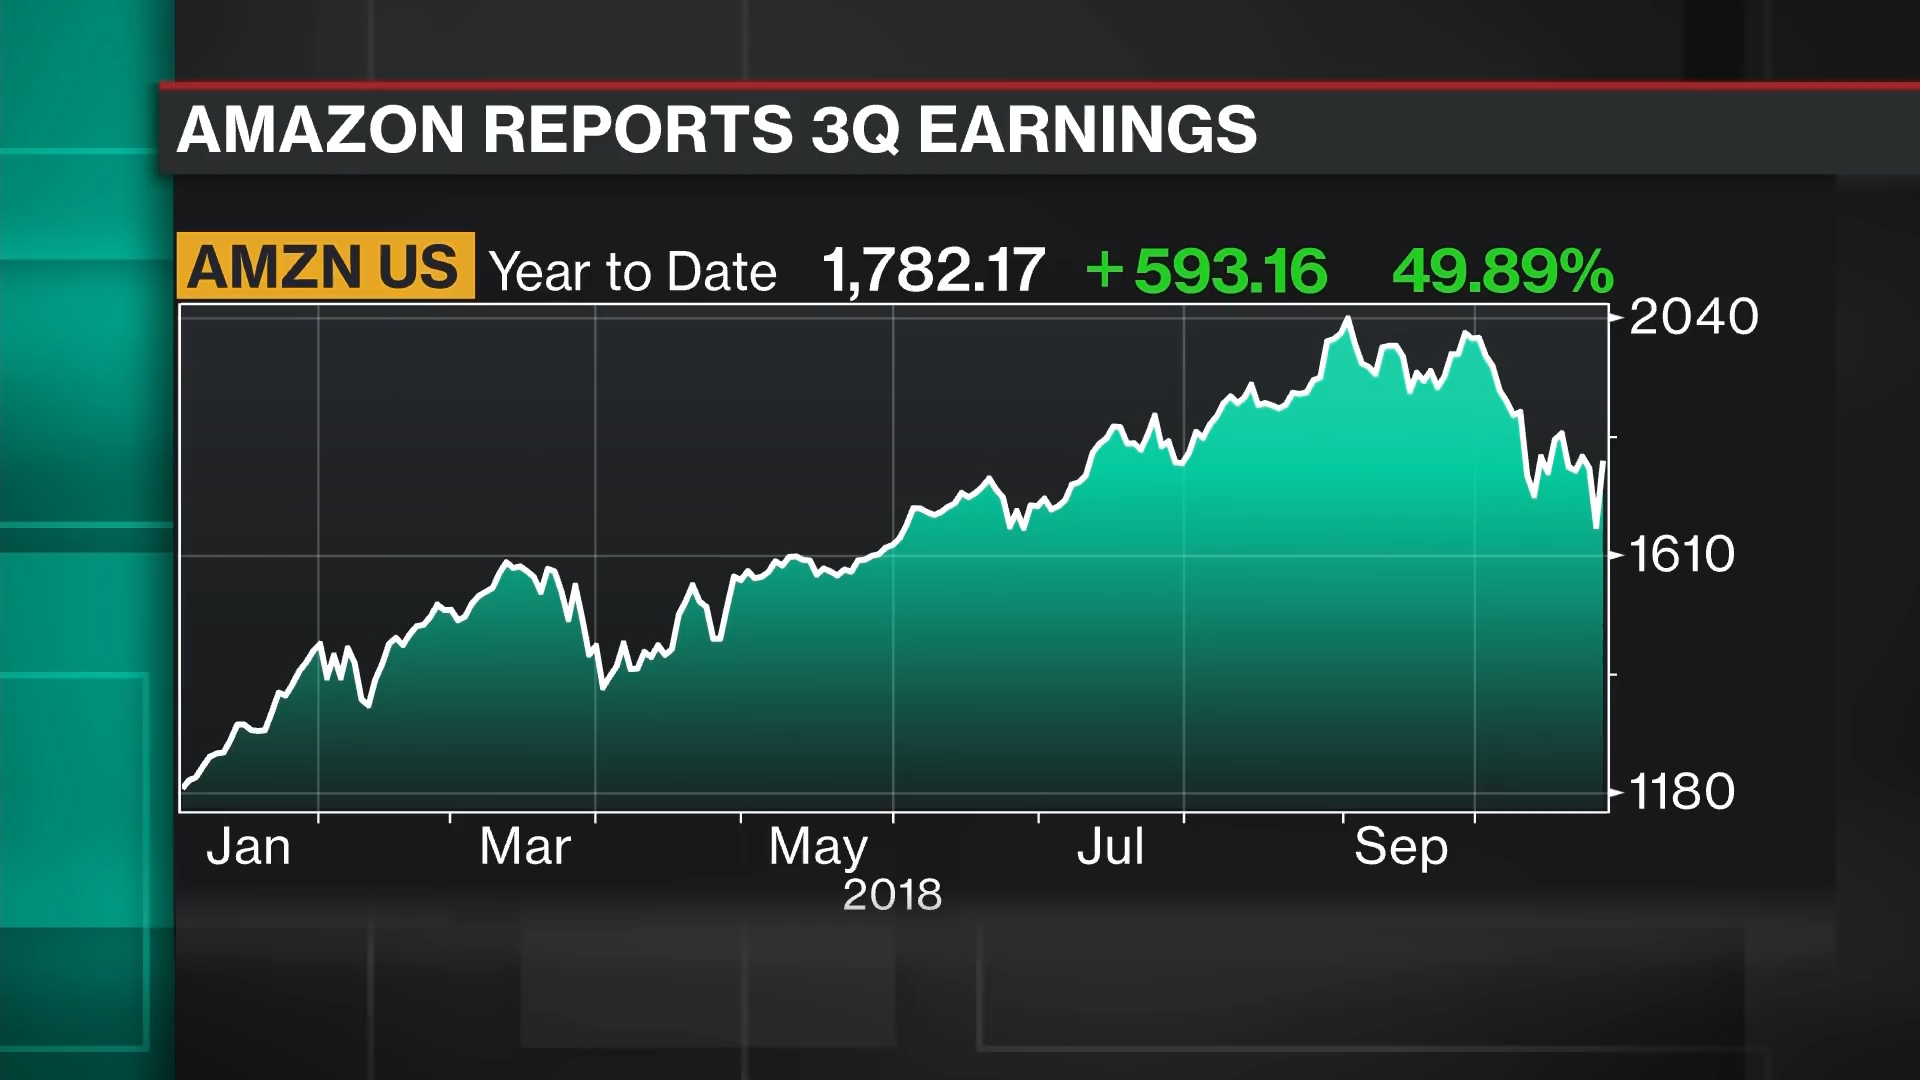 AMAZON REPORTS 3Q EARNINGS
AMZN US Year to Date 1,782.17 +593.16 49.89%
2040
1610
1180
Jan Mar May Jul Sep
2018